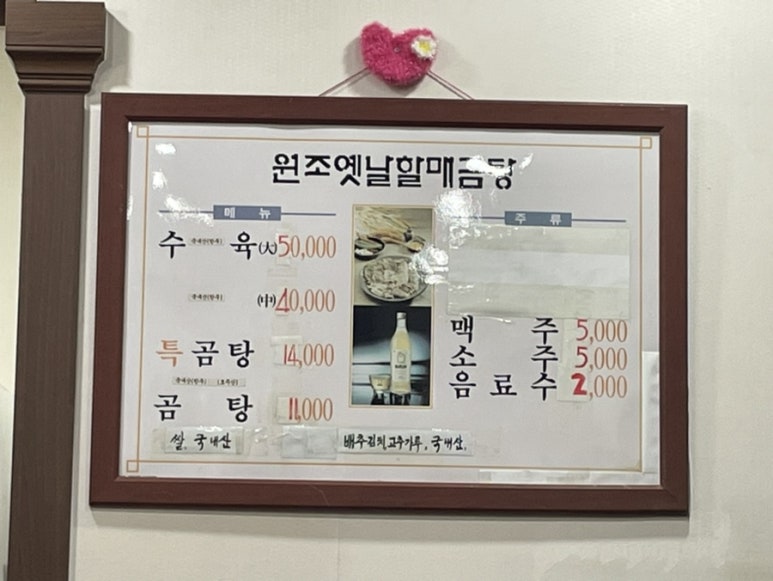 원조옛날할매곰탕
메뉴
수 육(大) 50,000
(中) 40,000
특곰탕 14,000
곰 탕 11,000
쌀, 국내산
배추김치, 고추가루, 국내산.
주류
맥 주 5,000
소 주 5,000
음료수 2,000